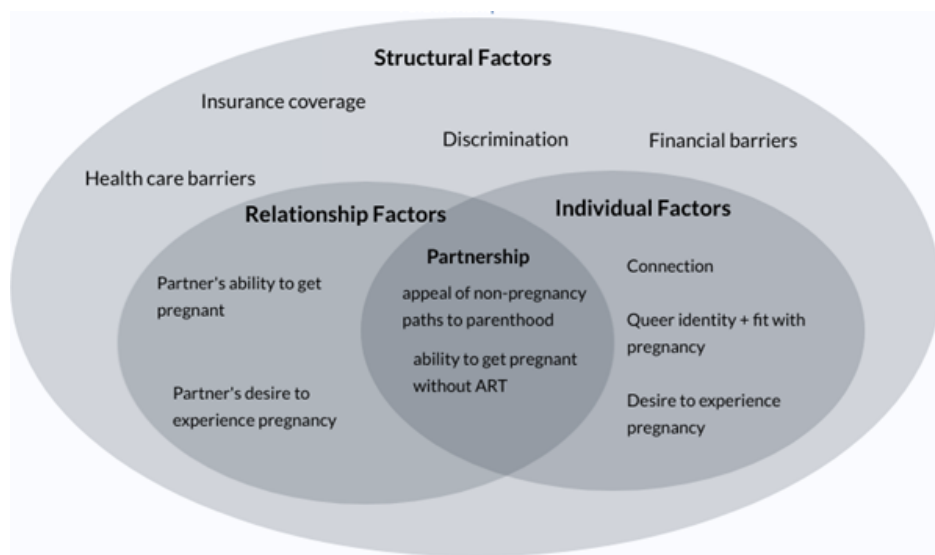 Structural Factors
Insurance coverage
Discrimination
Financial barriers
Health care barriers
Relationship Factors
Partner's ability to get
pregnant
Partner's desire to
experience pregnancy
Partnership
appeal of non-pregnancy
paths to parenthood
ability to get pregnant
without ART
Individual Factors
Connection
Queer identity + fit with
pregnancy
Desire to experience
pregnancy